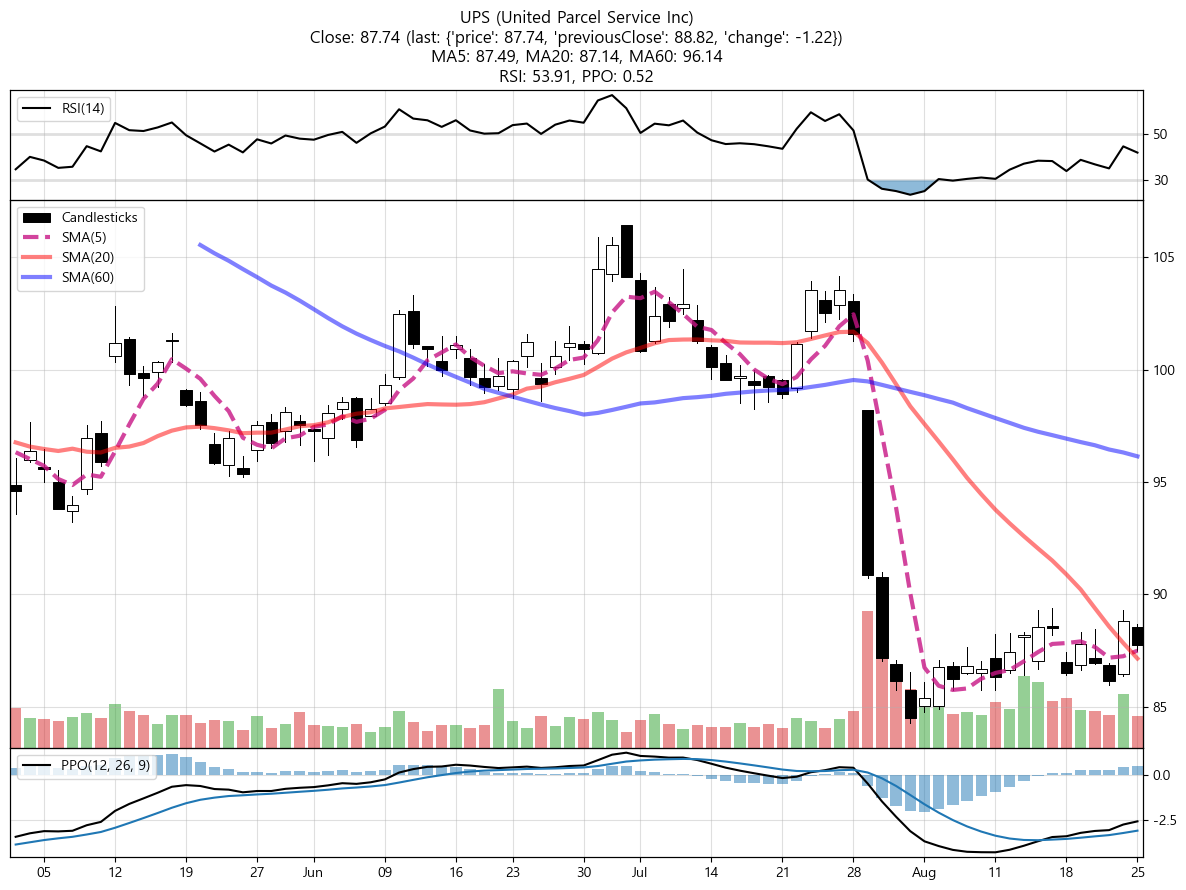 UPS (United Parcel Service Inc)
Close: 87.74 (last: {'price': 87.74, 'previousClose': 88.82, 'change': -1.22})
MA5: 87.49, MA20: 87.14, MA60: 96.14
RSI: 53.91, PPO: 0.52
RSI(14)
50
30
Candlesticks
SMA(5)
SMA(20)
SMA(60)
105
100
95
90
85
PPO(12, 26, 9)
0.0
-2.5
05 12 19 27 Jun 09 16 23 30 Jul 14 21 28 Aug 11 18 25